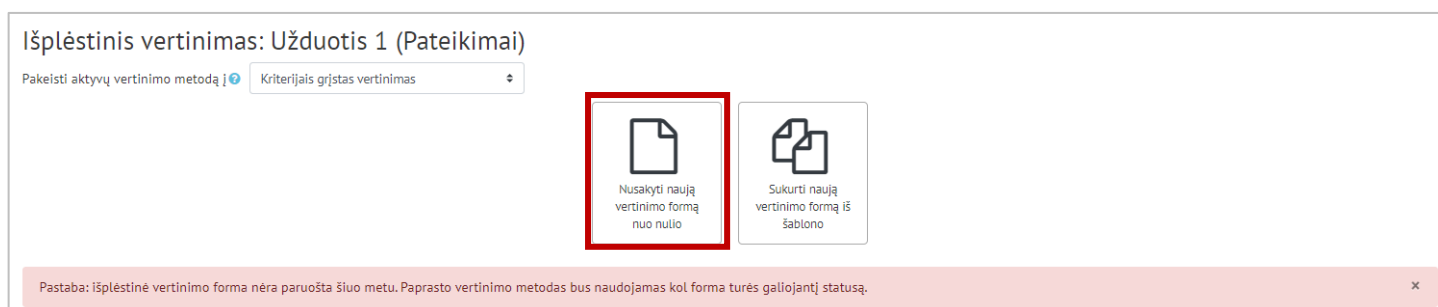 Išplėstinis vertinimas: Užduotis 1 (Pateikimai)
Pakeisti aktyvų vertinimo metodą į Kriterijais grįstas vertinimas
Nusakyti naują
vertinimo formą
nuo nulio
Sukurti naują
vertinimo formą iš
šablono
Pastaba: išplėstinė vertinimo forma nėra paruošta šiuo metu. Paprasto vertinimo metodas bus naudojamas kol forma turės galiojantį statusą. ×